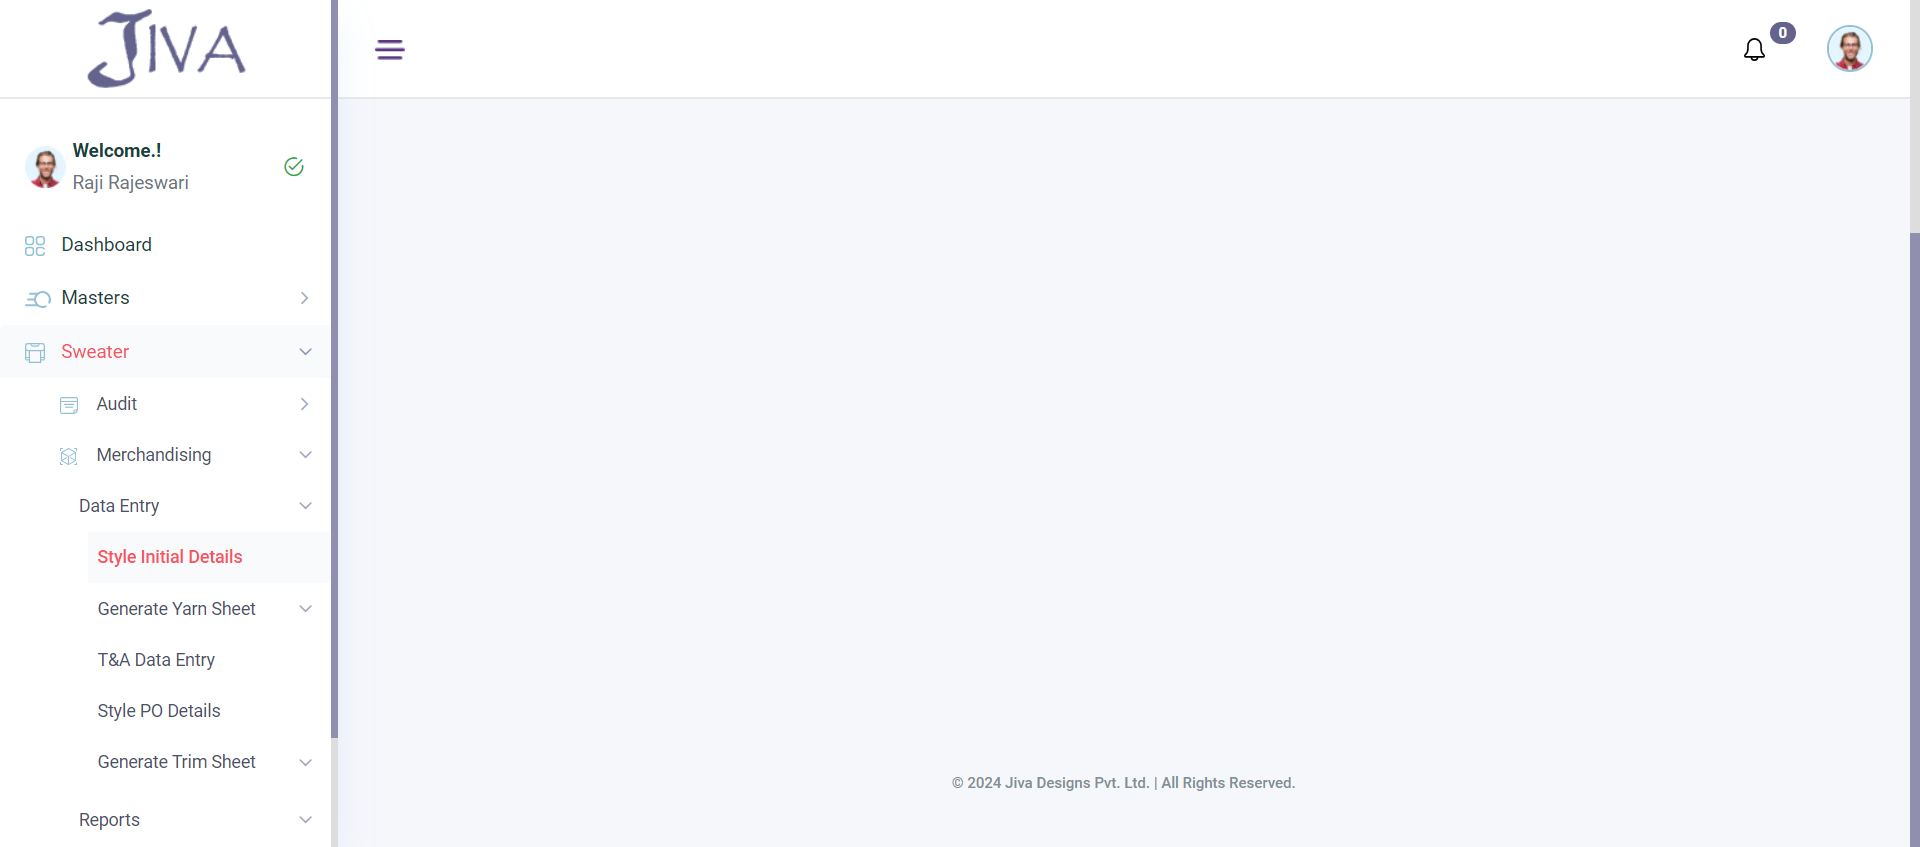 JIVA
0
Welcome.!
Raji Rajeswari
Dashboard
Masters
Sweater
Audit
Merchandising
Data Entry
Style Initial Details
Generate Yarn Sheet
T&A Data Entry
Style PO Details
Generate Trim Sheet
Reports
© 2024 Jiva Designs Pvt. Ltd. | All Rights Reserved.